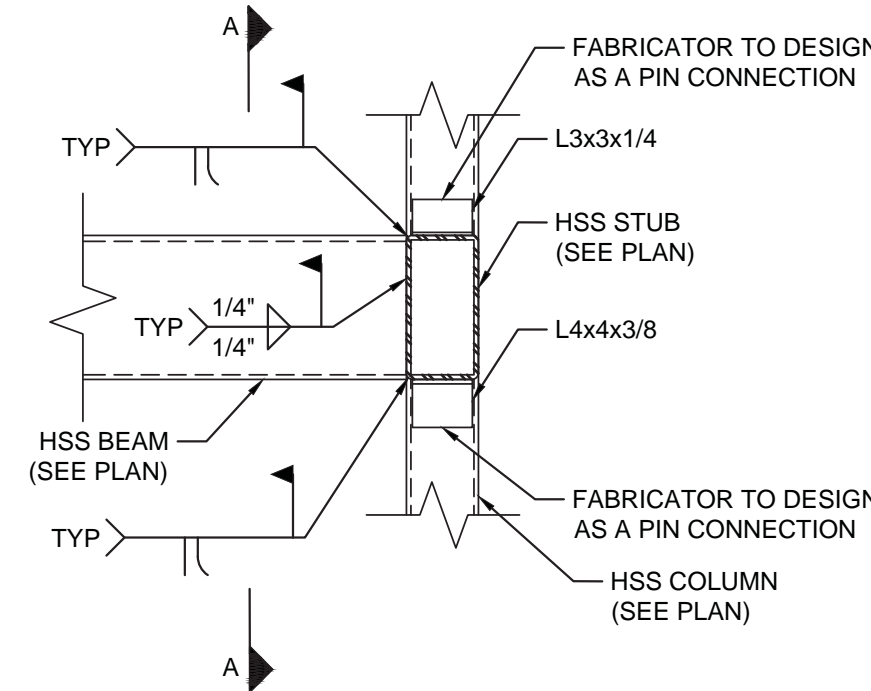 A
FABRICATOR TO DESIGN
AS A PIN CONNECTION
TYP
L3x3x1/4
HSS STUB
(SEE PLAN)
1/4"
TYP
1/4"
L4x4x3/8
HSS BEAM
(SEE PLAN)
FABRICATOR TO DESIGN
AS A PIN CONNECTION
TYP
HSS COLUMN
(SEE PLAN)
A